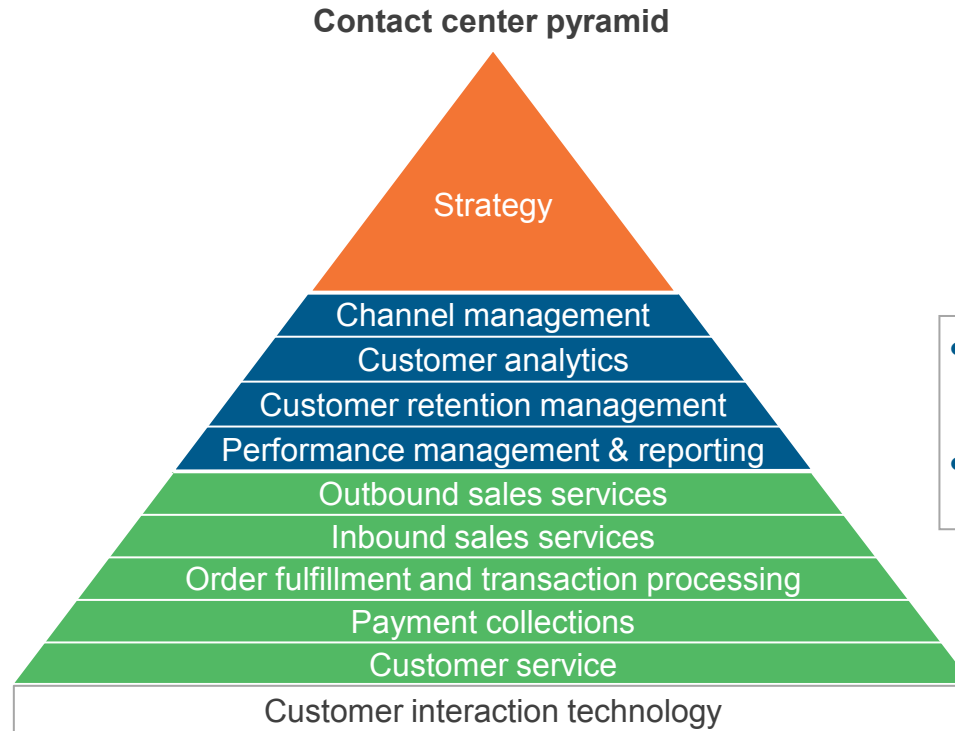 Contact center pyramid
Strategy
Channel management
Customer analytics
Customer retention management
Performance management & reporting
Outbound sales services
Inbound sales services
Order fulfillment and transaction processing
Payment collections
Customer service
Customer interaction technology